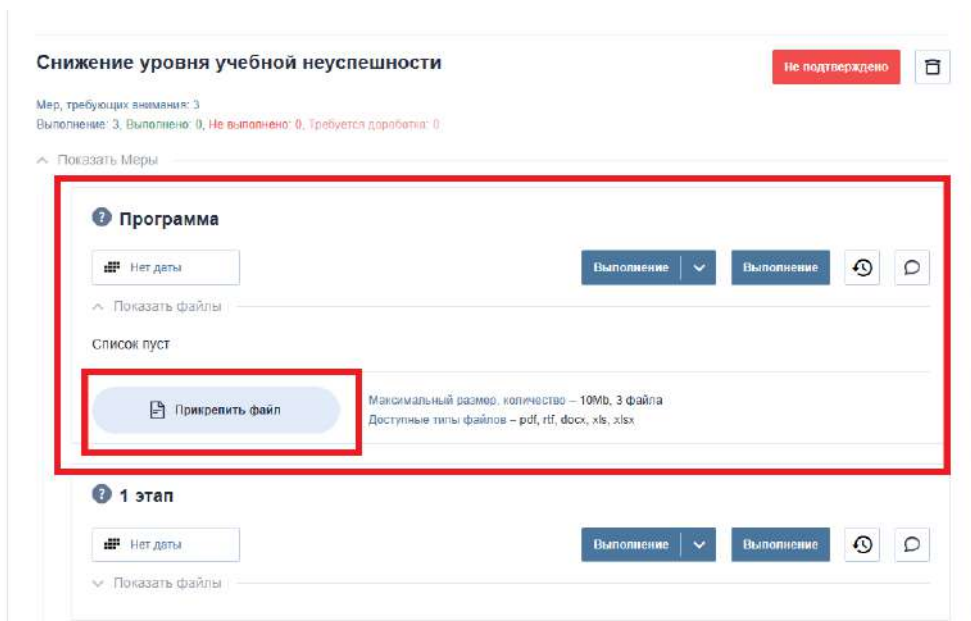 Снижение уровня учебной неуспешности
Не подтверждено
Мер, требующих внимания: 3
Выполнение: 3, Выполнено: 0, Не выполнено: 0, Требуется доработка: 0
Показать Меры
? Программа
Нет даты
Выполнение
Выполнение
Показать файлы
Список пуст
Прикрепить файл
Максимальный размер, количество – 10Mb, 3 файла
Доступные типы файлов – pdf, rtf, docx, xls, xlsx
? 1 этап
Нет даты
Выполнение
Выполнение
Показать файлы